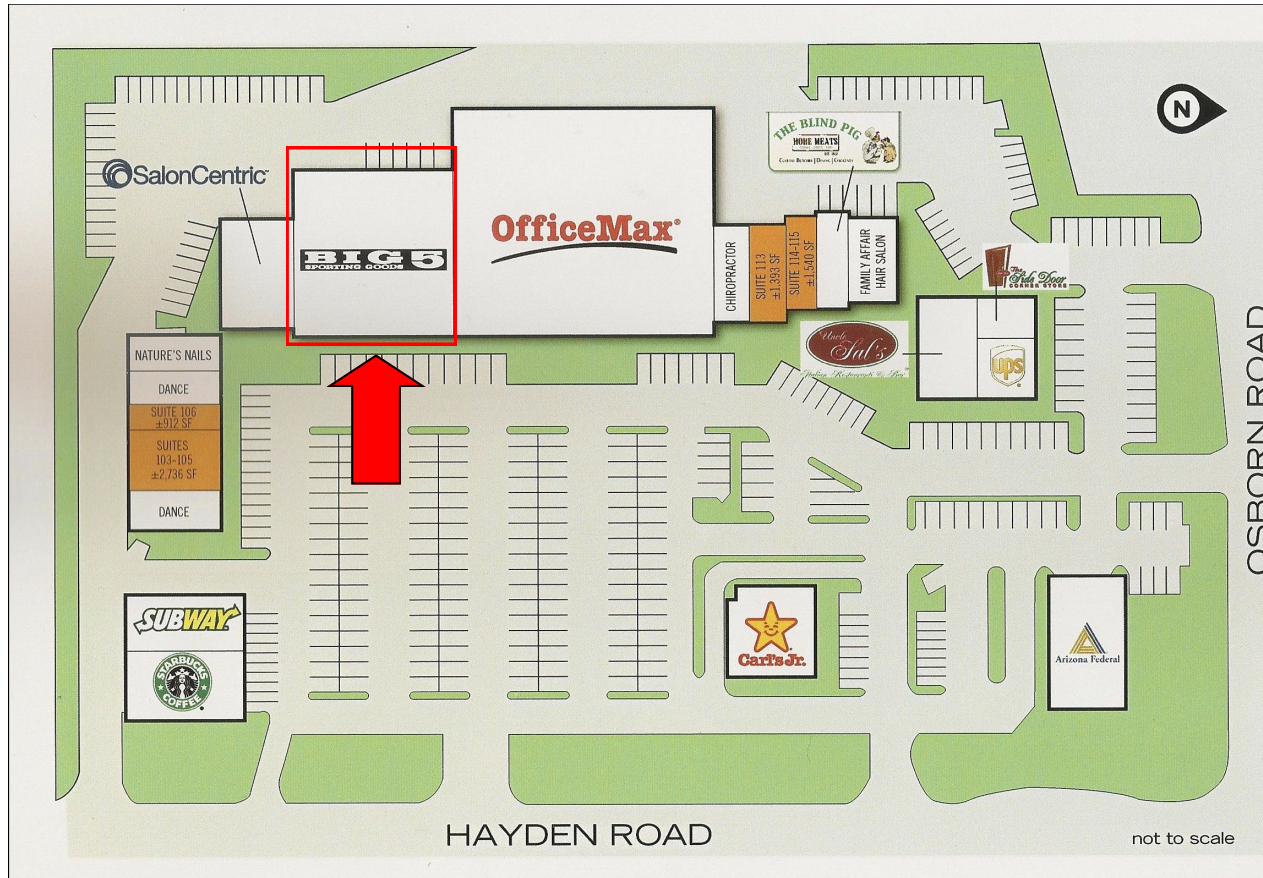 N
THE BLIND PIG
HOME MEATS
SalonCentric
OfficeMax®
BIG 5
SPORTING GOODS
CHIROPRACTOR
SUITE 113
±1,393 SF
SUITE 114-115
±1,540 SF
FAMILY AFFAIR
HAIR SALON
The
Side Door
CORNER STORE
Uncle
Sal's
Italian Restaurant & Bar
ups
NATURE'S NAILS
DANCE
SUITE 106
±912 SF
SUITES
103-105
±2,736 SF
DANCE
OSBORN ROAD
SUBWAY
STARBUCKS
COFFEE
Carl's Jr.
Arizona Federal
HAYDEN ROAD
not to scale